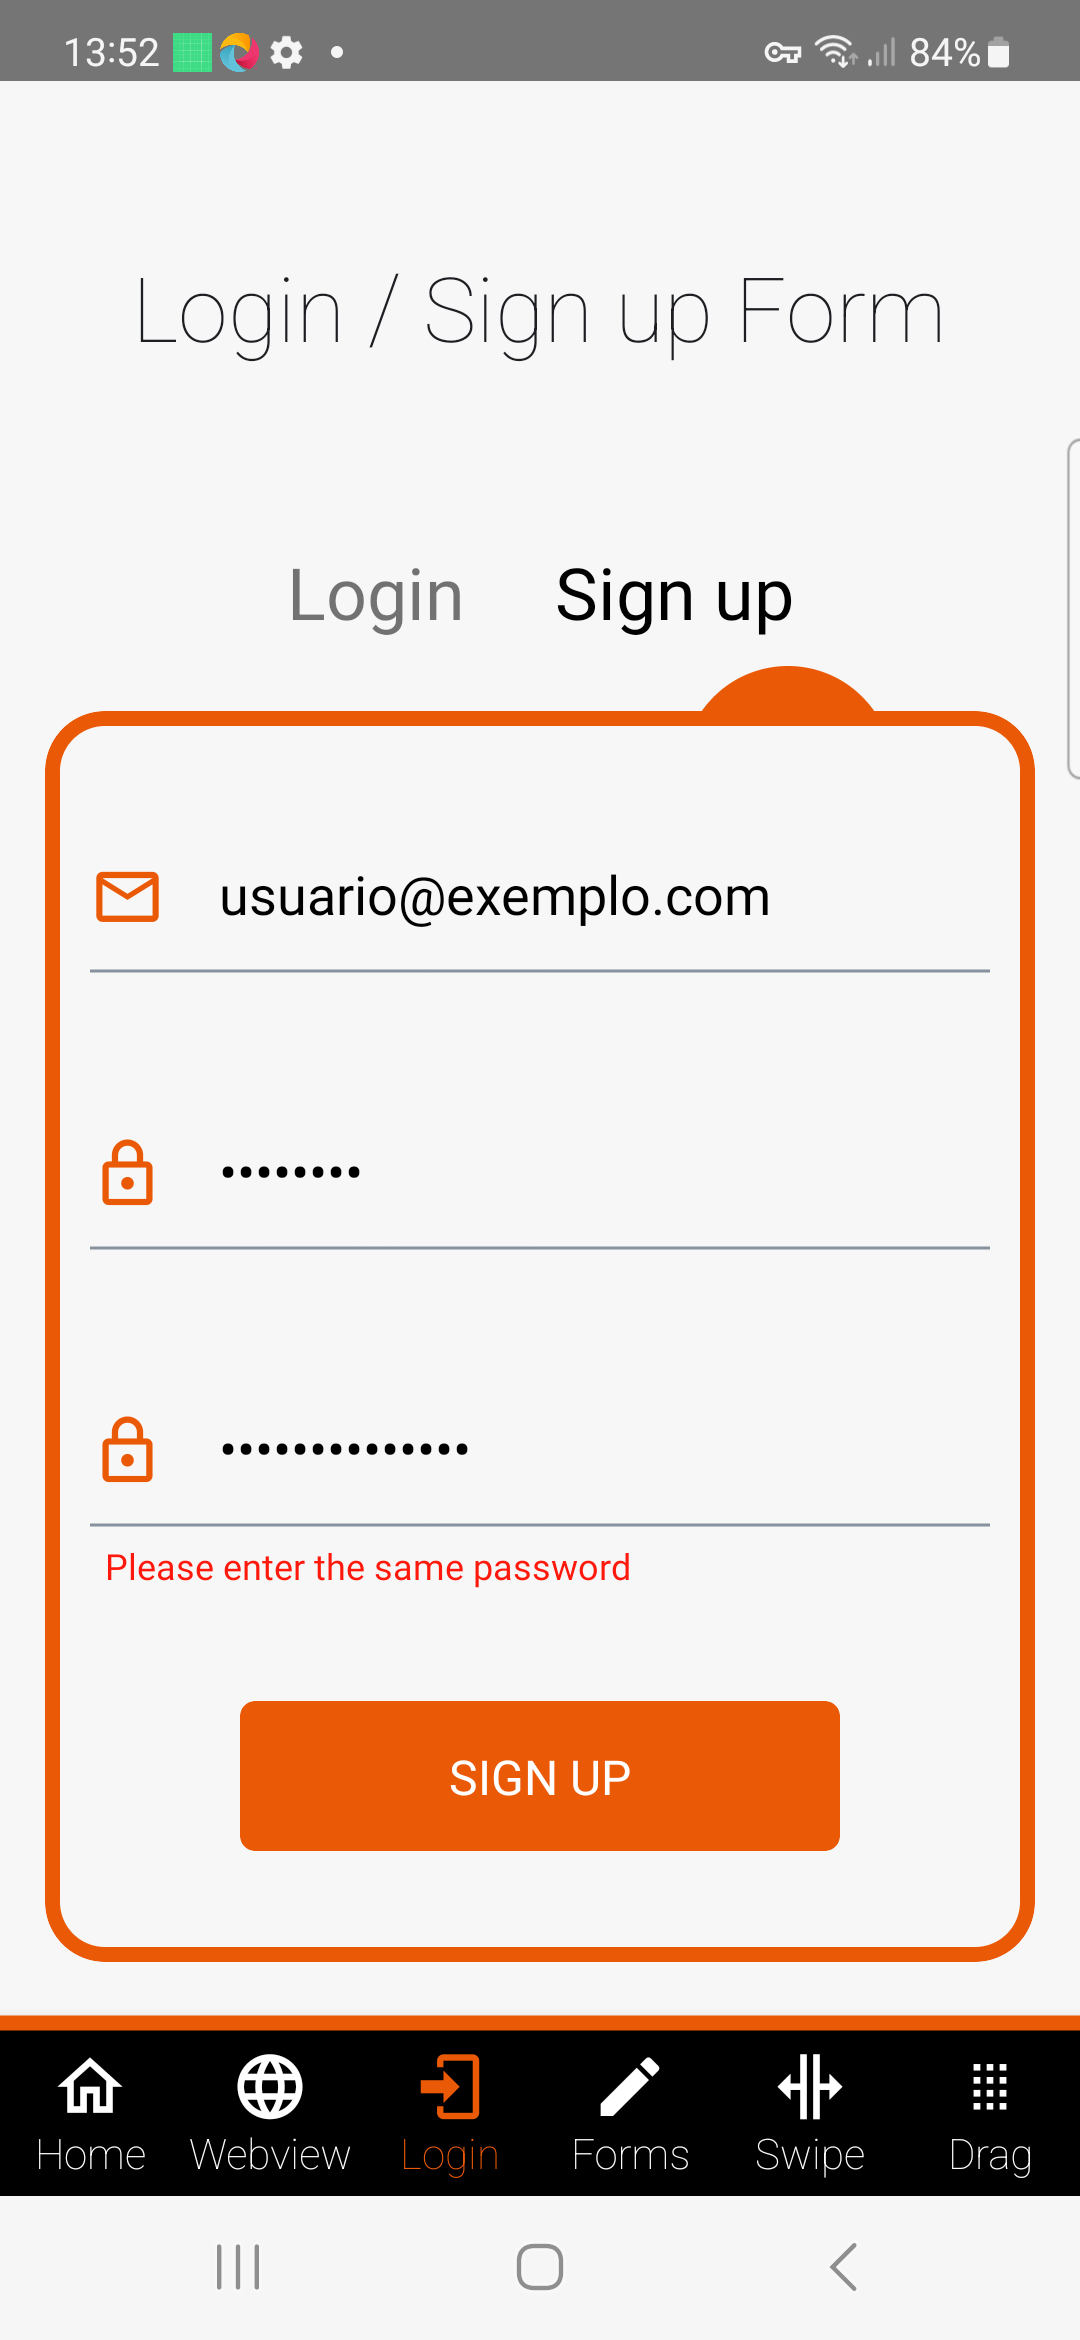 13:52 84%
Login / Sign up Form
Login Sign up
usuario@exemplo.com
••••••••
••••••••••••••
Please enter the same password
SIGN UP
Home Webview Login Forms Swipe Drag